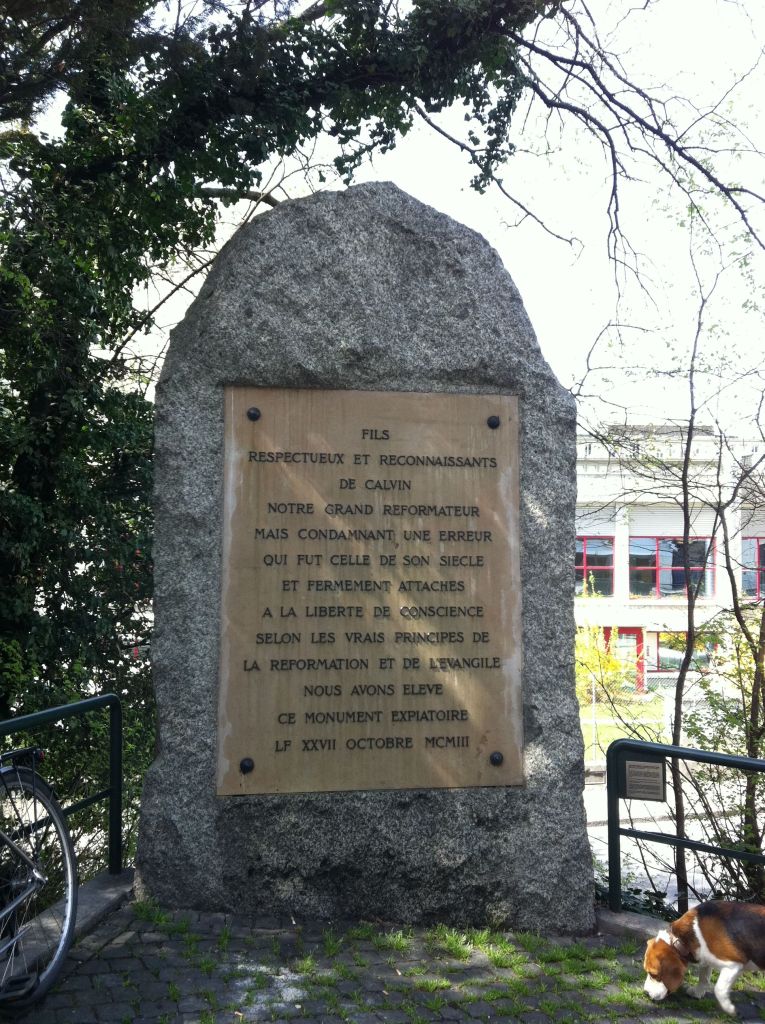 FILS
RESPECTUEUX ET RECONNAISSANTS
DE CALVIN
NOTRE GRAND REFORMATEUR
MAIS CONDAMNANT UNE ERREUR
QUI FUT CELLE DE SON SIECLE
ET FERMEMENT ATTACHES
A LA LIBERTE DE CONSCIENCE
SELON LES VRAIS PRINCIPES DE
LA REFORMATION ET DE L'EVANGILE
NOUS AVONS ELEVE
CE MONUMENT EXPIATOIRE
LF XXVII OCTOBRE MCMIII